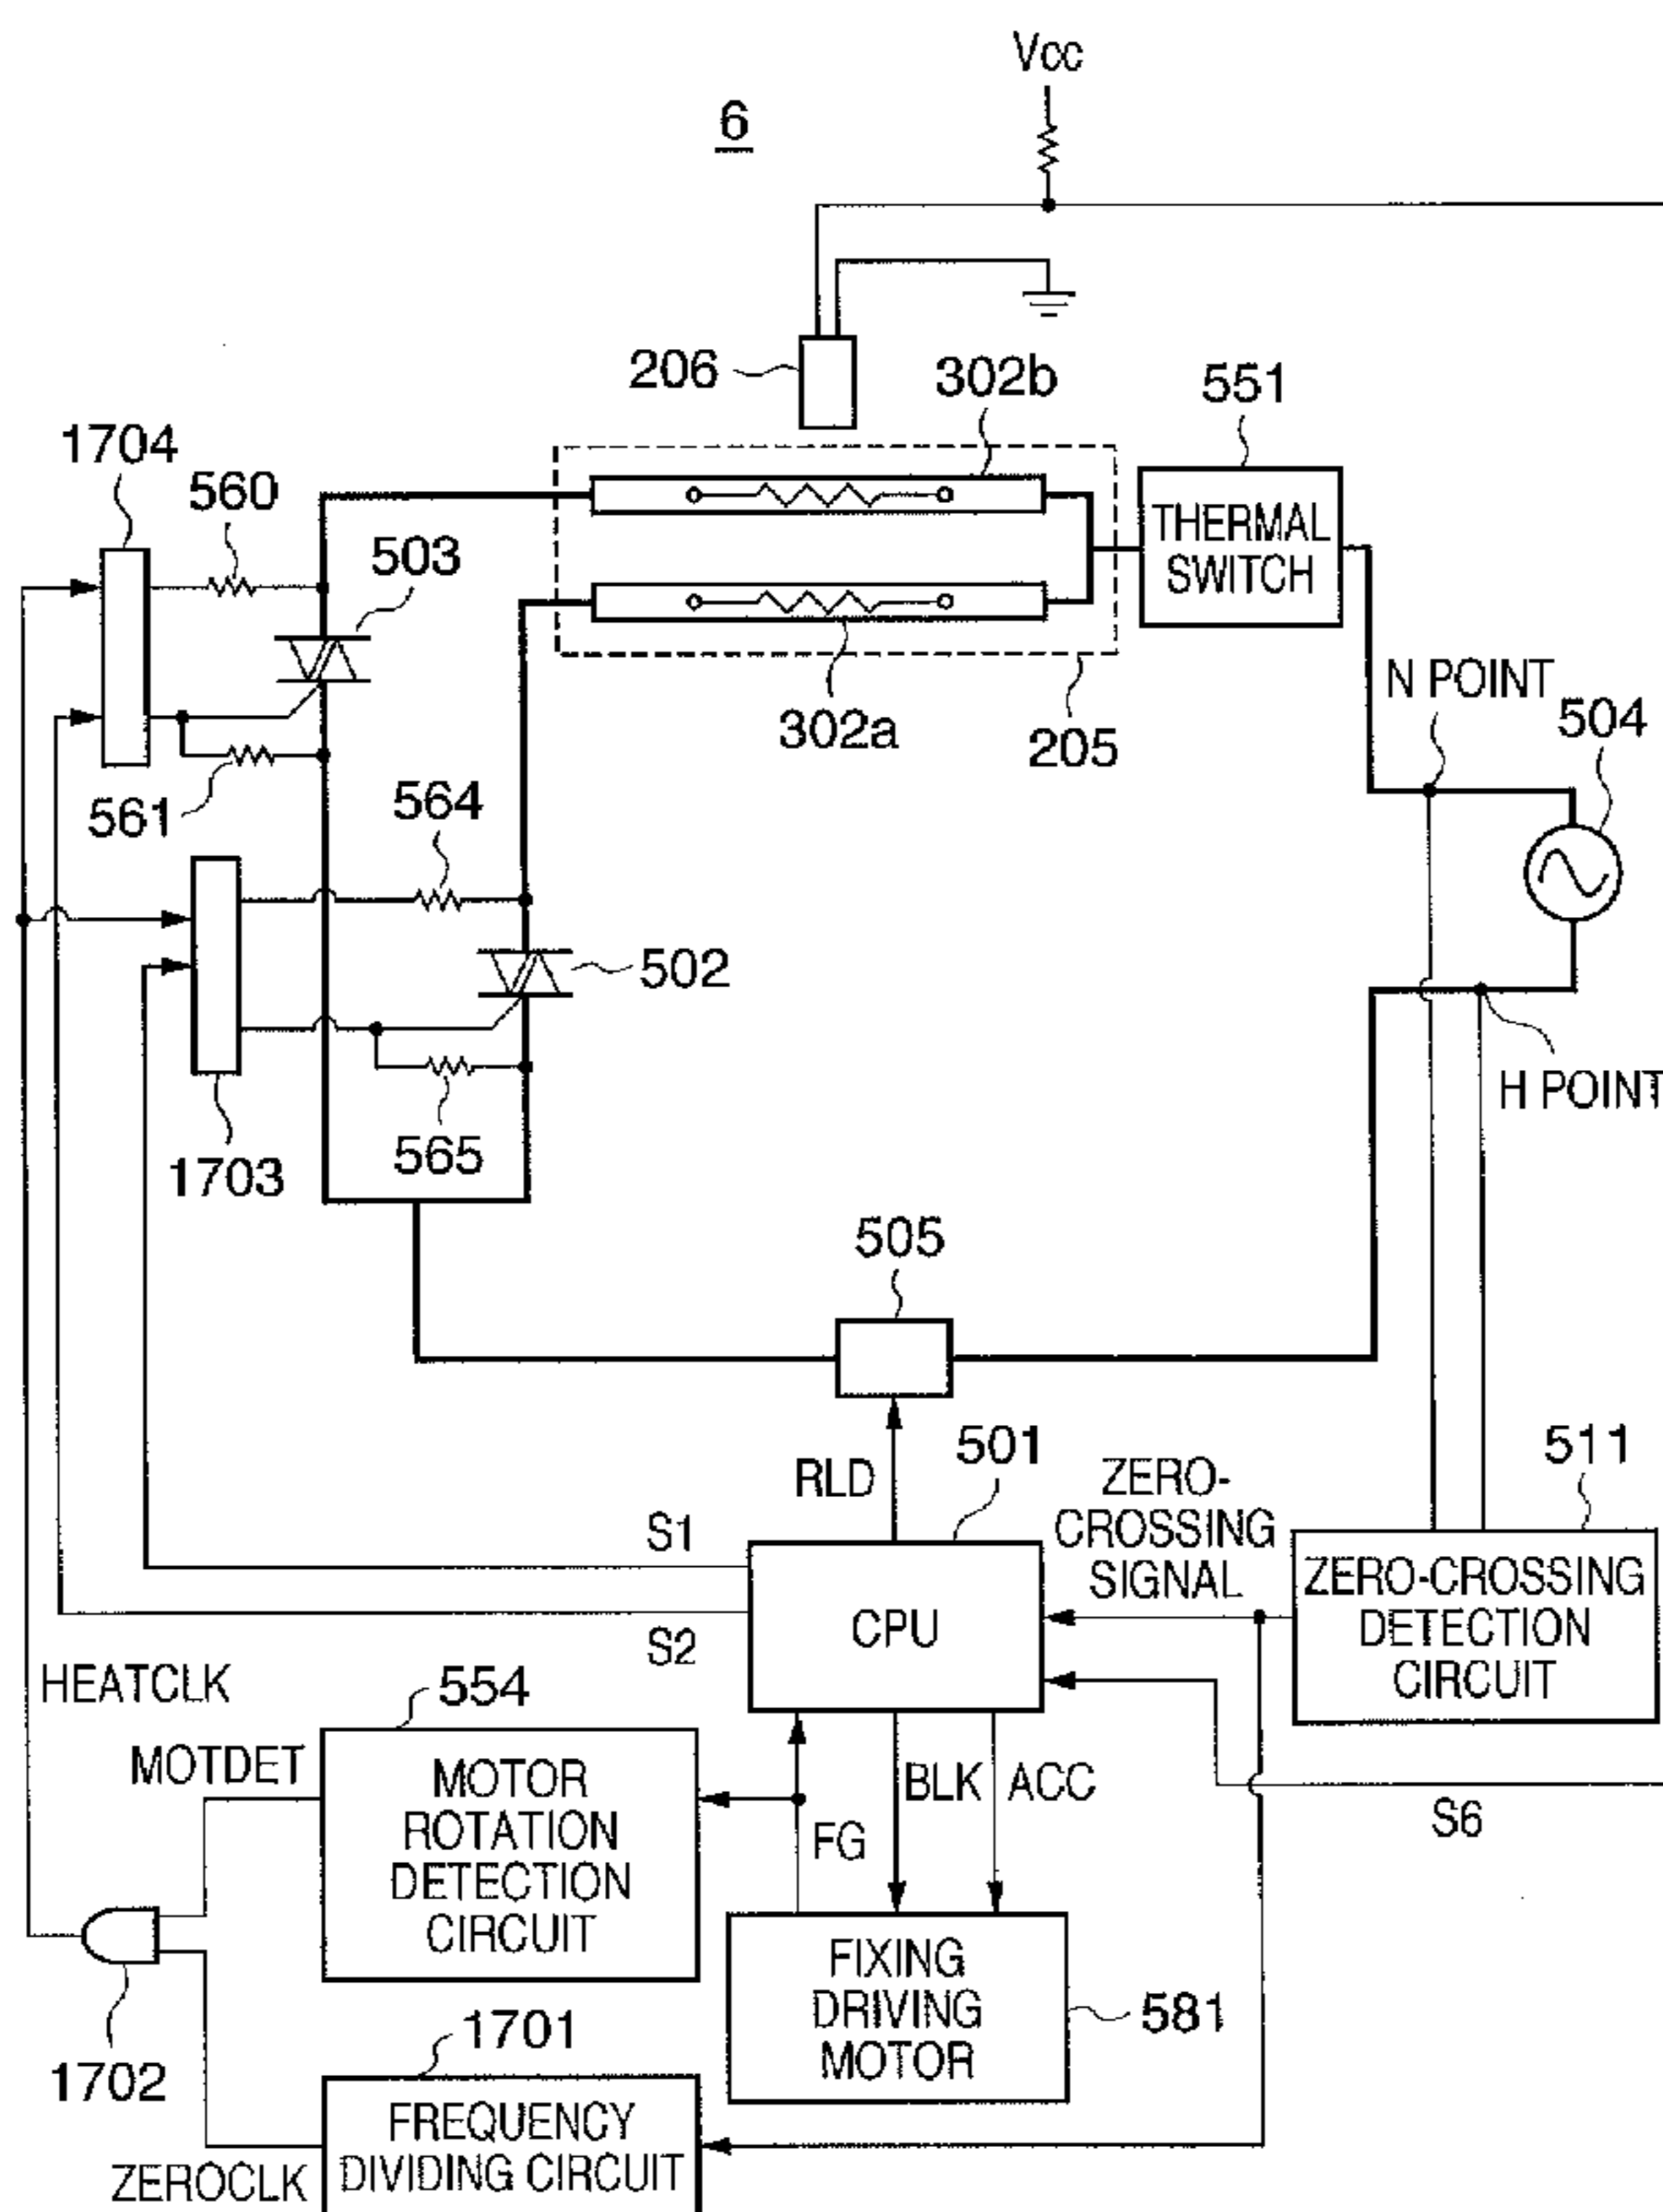 Vcc
6
206
302b
551
1704
560
503
THERMAL
SWITCH
N POINT
504
302a
205
561
564
502
H POINT
1703
565
505
501
511
RLD
ZERO-
CROSSING
SIGNAL
S1
ZERO-CROSSING
DETECTION
CIRCUIT
CPU
S2
HEATCLK
554
MOTDET
MOTOR
ROTATION
DETECTION
CIRCUIT
BLK
ACC
FG
S6
FIXING
DRIVING
MOTOR
581
1702
1701
FREQUENCY
DIVIDING CIRCUIT
ZEROCLK